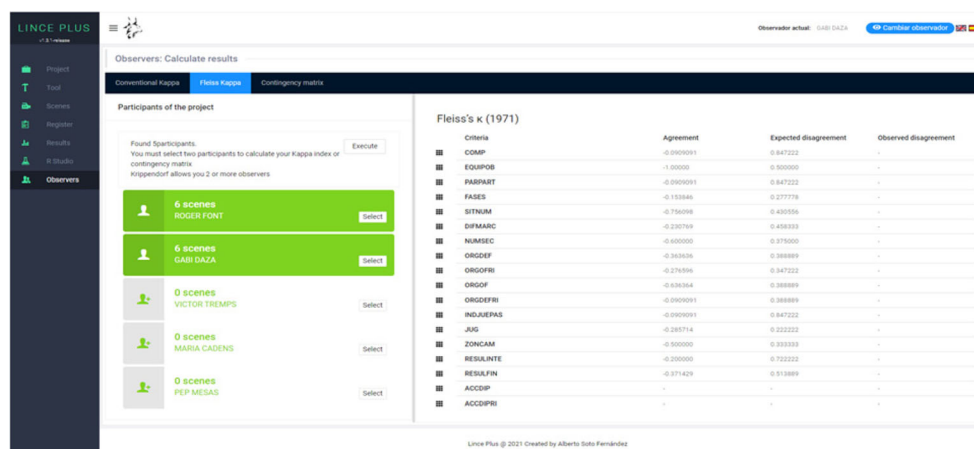 LINCE PLUS
v1.3.1-release
Observador actual: GABI DAZA
Cambiar observador
Project
Tool
Scenes
Register
Results
R Studio
Observers
Observers: Calculate results
Conventional Kappa Fleiss Kappa Contingency matrix
Participants of the project
Found 5participants.
You must select two participants to calculate your Kappa index or
contingency matrix
Krippendorf allows you 2 or more observers
Execute
6 scenes
ROGER FONT
Select
6 scenes
GABI DAZA
Select
0 scenes
VICTOR TREMPS
Select
0 scenes
MARIA CADENS
Select
0 scenes
PEP MESAS
Select
Fleiss's κ (1971)
Criteria Agreement Expected disagreement Observed disagreement
COMP -0.0909091 0.847222 -
EQUIPOB -1.00000 0.500000 -
PARPART -0.0909091 0.847222 -
FASES -0.153846 0.277778 -
SITNUM -0.756098 0.430556 -
DIFMARC -0.230769 0.458333 -
NUMSEC -0.600000 0.375000 -
ORGDEF -0.363636 0.388889 -
ORGOFRI -0.276596 0.347222 -
ORGOF -0.636364 0.388889 -
ORGDEFRI -0.0909091 0.388889 -
INDJUEPAS -0.0909091 0.847222 -
JUG -0.285714 0.222222 -
ZONCAM -0.500000 0.333333 -
RESULINTE -0.200000 0.722222 -
RESULFIN -0.371429 0.513889 -
ACCDIP - - -
ACCDIPRI - - -
Lince Plus @ 2021 Created by Alberto Soto Fernández